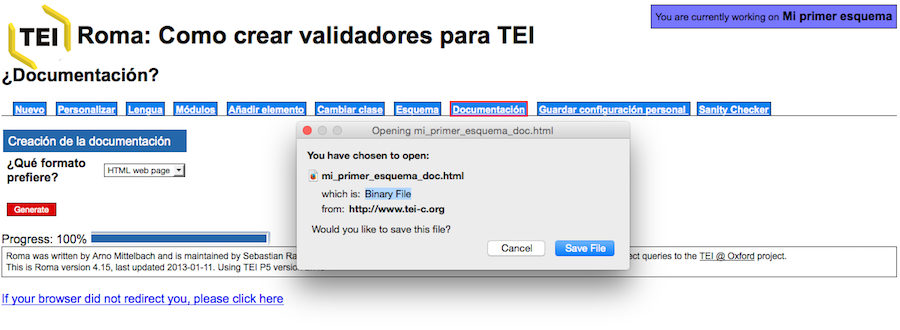 You are currently working on Mi primer esquema
TEI Roma: Como crear validadores para TEI
¿Documentación?
Nuevo Personalizar Lengua Módulos Añadir elemento Cambiar clase Esquema Documentación Guardar configuración personal Sanity Checker
Opening mi_primer_esquema_doc.html
Creación de la documentación
You have chosen to open:
¿Qué formato prefiere?
HTML web page
mi_primer_esquema_doc.html
which is: Binary File
from: http://www.tei-c.org
Generate
Would you like to save this file?
Cancel Save File
Progress: 100%
Roma was written by Arno Mittelbach and is maintained by Sebastian queries to the TEI @ Oxford project.
This is Roma version 4.15, last updated 2013-01-11. Using TEI P5
If your browser did not redirect you, please click here